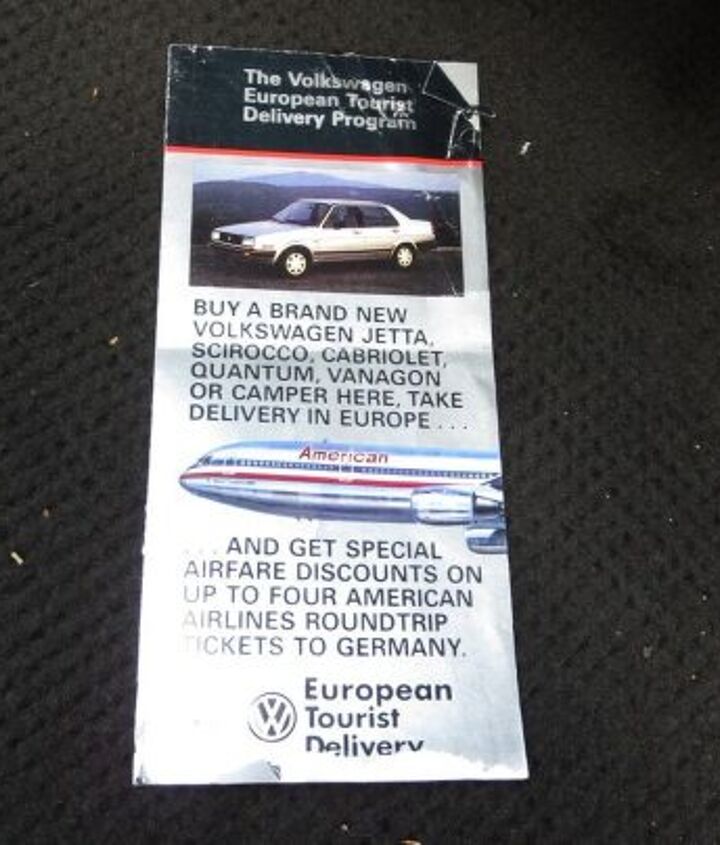 The Volkswagen
European Tourist
Delivery Program
BUY A BRAND NEW
VOLKSWAGEN JETTA,
SCIROCCO, CABRIOLET,
QUANTUM, VANAGON
OR CAMPER HERE, TAKE
DELIVERY IN EUROPE . . .
American
. . . AND GET SPECIAL
AIRFARE DISCOUNTS ON
UP TO FOUR AMERICAN
AIRLINES ROUNDTRIP
TICKETS TO GERMANY.
European
Tourist
Delivery